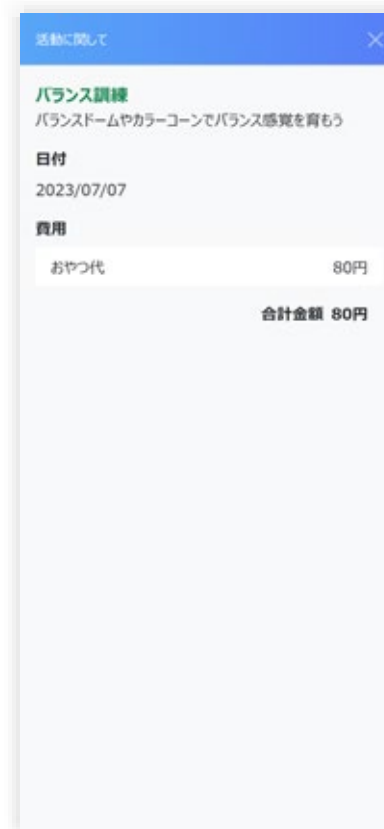 活動に関して
バランス訓練
バランスドームやカラーコーンでバランス感覚を育もう
日付
2023/07/07
費用
おやつ代 80円
合計金額 80円